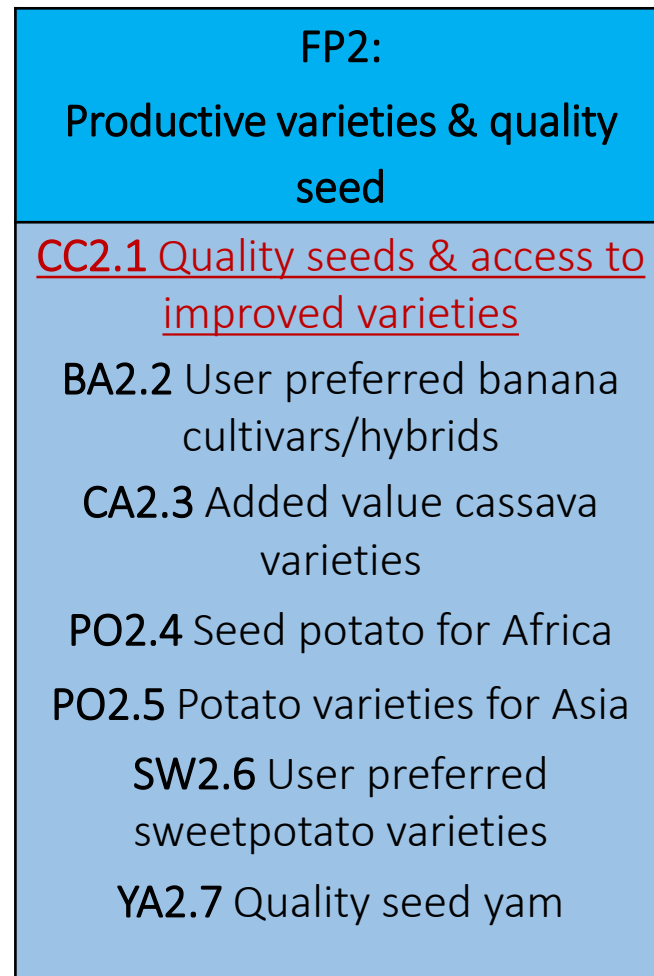 FP2:
Productive varieties & quality
seed
CC2.1 Quality seeds & access to
improved varieties
BA2.2 User preferred banana
cultivars/hybrids
CA2.3 Added value cassava
varieties
PO2.4 Seed potato for Africa
PO2.5 Potato varieties for Asia
SW2.6 User preferred
sweetpotato varieties
YA2.7 Quality seed yam